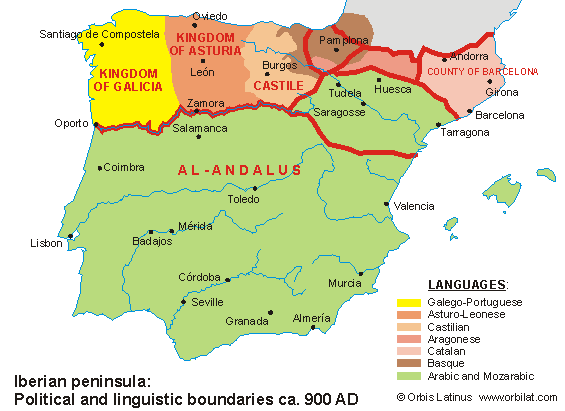 Oviedo
Santiago de Compostela
KINGDOM
OF ASTURIA
Pamplona
Andorra
KINGDOM
OF GALICIA
León
Burgos
CASTILE
COUNTY OF BARCELONA
Huesca
Girona
Tudela
Zamora
Saragosse
Barcelona
Oporto
Salamanca
Tarragona
Coimbra
AL-ANDALUS
Toledo
Valencia
Mérida
Lisbon
Badajos
Córdoba
Murcia
Seville
Granada
Almería
LANGUAGES:
Galego-Portuguese
Asturo-Leonese
Castilian
Aragonese
Catalan
Basque
Arabic and Mozarabic
Iberian peninsula:
Political and linguistic boundaries ca. 900 AD
© Orbis Latinus www.orbilat.com